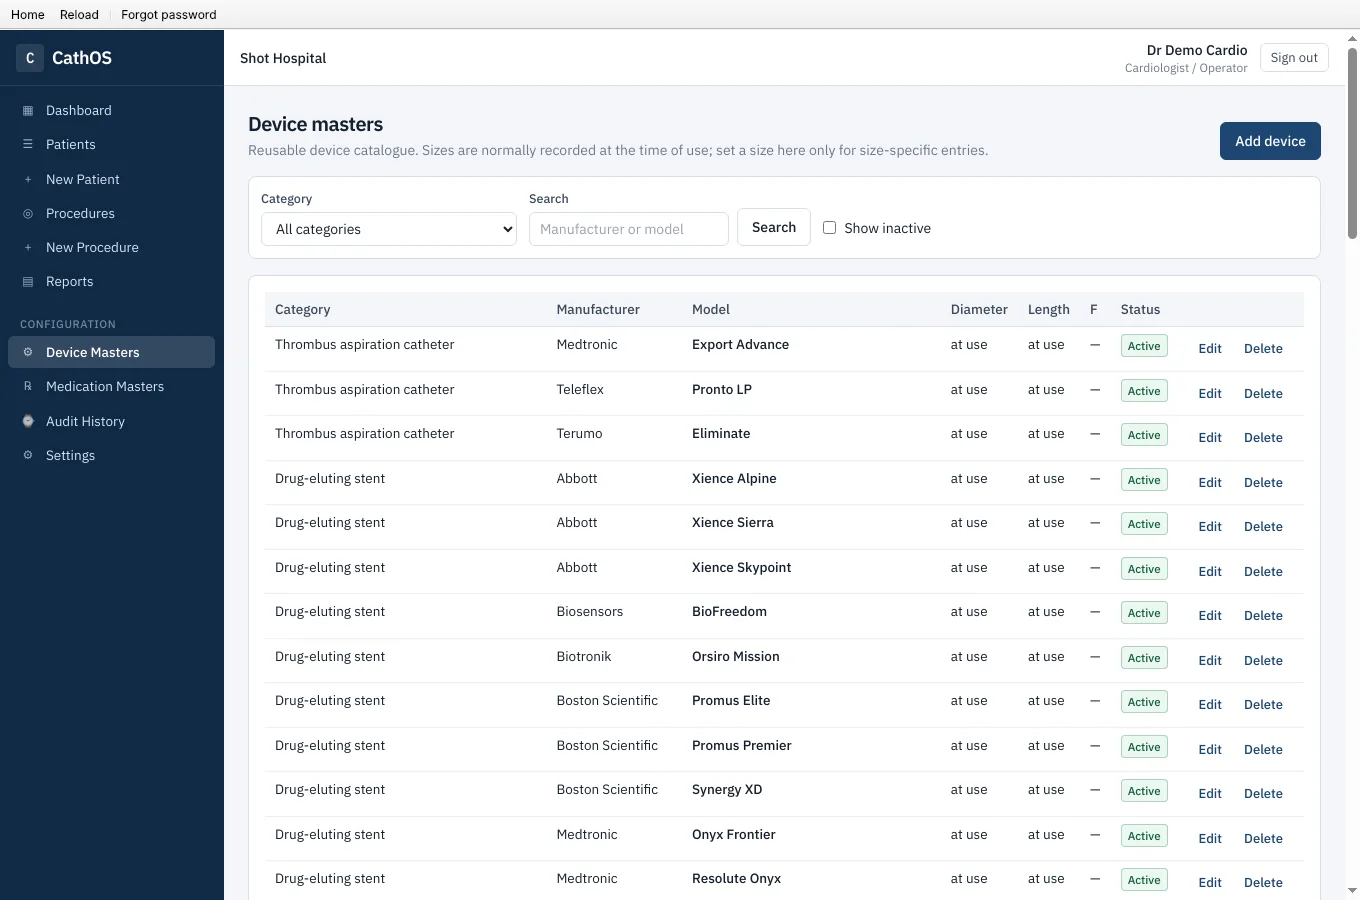 Home Reload Forgot password
C CathOS
Shot Hospital
Dr Demo Cardio
Cardiologist / Operator
Sign out
Dashboard
Patients
New Patient
Procedures
New Procedure
Reports
CONFIGURATION
Device Masters
Medication Masters
Audit History
Settings
Device masters
Reusable device catalogue. Sizes are normally recorded at the time of use; set a size here only for size-specific entries.
Add device
Category Search
All categories Manufacturer or model Search Show inactive
Category Manufacturer Model Diameter Length F Status
Thrombus aspiration catheter Medtronic Export Advance at use at use — Active Edit Delete
Thrombus aspiration catheter Teleflex Pronto LP at use at use — Active Edit Delete
Thrombus aspiration catheter Terumo Eliminate at use at use — Active Edit Delete
Drug-eluting stent Abbott Xience Alpine at use at use — Active Edit Delete
Drug-eluting stent Abbott Xience Sierra at use at use — Active Edit Delete
Drug-eluting stent Abbott Xience Skypoint at use at use — Active Edit Delete
Drug-eluting stent Biosensors BioFreedom at use at use — Active Edit Delete
Drug-eluting stent Biotronik Orsiro Mission at use at use — Active Edit Delete
Drug-eluting stent Boston Scientific Promus Elite at use at use — Active Edit Delete
Drug-eluting stent Boston Scientific Promus Premier at use at use — Active Edit Delete
Drug-eluting stent Boston Scientific Synergy XD at use at use — Active Edit Delete
Drug-eluting stent Medtronic Onyx Frontier at use at use — Active Edit Delete
Drug-eluting stent Medtronic Resolute Onyx at use at use — Active Edit Delete